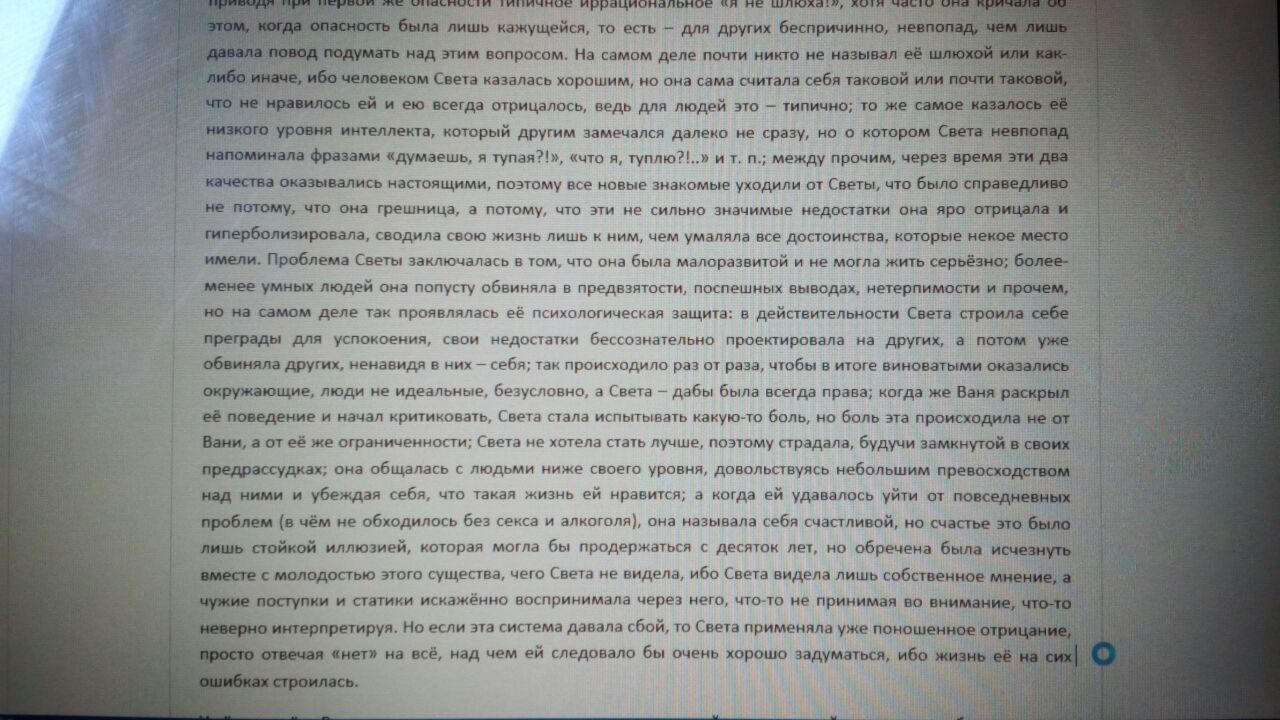 приводя при первой же опасности типичное иррациональное «я не шлюха!», хотя часто она кричала об
этом, когда опасность была лишь кажущейся, то есть – для других беспричинно, невпопад, чем лишь
давала повод подумать над этим вопросом. На самом деле почти никто не называл её шлюхой или как-
либо иначе, ибо человеком Света казалась хорошим, но она сама считала себя таковой или почти таковой,
что не нравилось ей и ею всегда отрицалось, ведь для людей это – типично; то же самое казалось её
низкого уровня интеллекта, который другим замечался далеко не сразу, но о котором Света невпопад
напоминала фразами «думаешь, я тупая?!», «что я, туплю?!..» и т. п.; между прочим, через время эти два
качества оказывались настоящими, поэтому все новые знакомые уходили от Светы, что было справедливо
не потому, что она грешница, а потому, что эти не сильно значимые недостатки она яро отрицала и
гиперболизировала, сводила свою жизнь лишь к ним, чем умаляла все достоинства, которые некое место
имели. Проблема Светы заключалась в том, что она была малоразвитой и не могла жить серьёзно; более-
менее умных людей она попусту обвиняла в предвзятости, поспешных выводах, нетерпимости и прочем,
но на самом деле так проявлялась её психологическая защита: в действительности Света строила себе
преграды для успокоения, свои недостатки бессознательно проектировала на других, а потом уже
обвиняла других, ненавидя в них – себя; так происходило раз от раза, чтобы в итоге виноватыми оказались
окружающие, люди не идеальные, безусловно, а Света – дабы была всегда права; когда же Ваня раскрыл
её поведение и начал критиковать, Света стала испытывать какую-то боль, но боль эта происходила не от
Вани, а от её же ограниченности; Света не хотела стать лучше, поэтому страдала, будучи замкнутой в своих
предрассудках; она общалась с людьми ниже своего уровня, довольствуясь небольшим превосходством
над ними и убеждая себя, что такая жизнь ей нравится; а когда ей удавалось уйти от повседневных
проблем (в чём не обходилось без секса и алкоголя), она называла себя счастливой, но счастье это было
лишь стойкой иллюзией, которая могла бы продержаться с десяток лет, но обречена была исчезнуть
вместе с молодостью этого существа, чего Света не видела, ибо Света видела лишь собственное мнение, а
чужие поступки и статики искажённо воспринимала через него, что-то не принимая во внимание, что-то
неверно интерпретируя. Но если эта система давала сбой, то Света применяла уже поношенное отрицание,
просто отвечая «нет» на всё, над чем ей следовало бы очень хорошо задуматься, ибо жизнь её на сих
ошибках строилась.